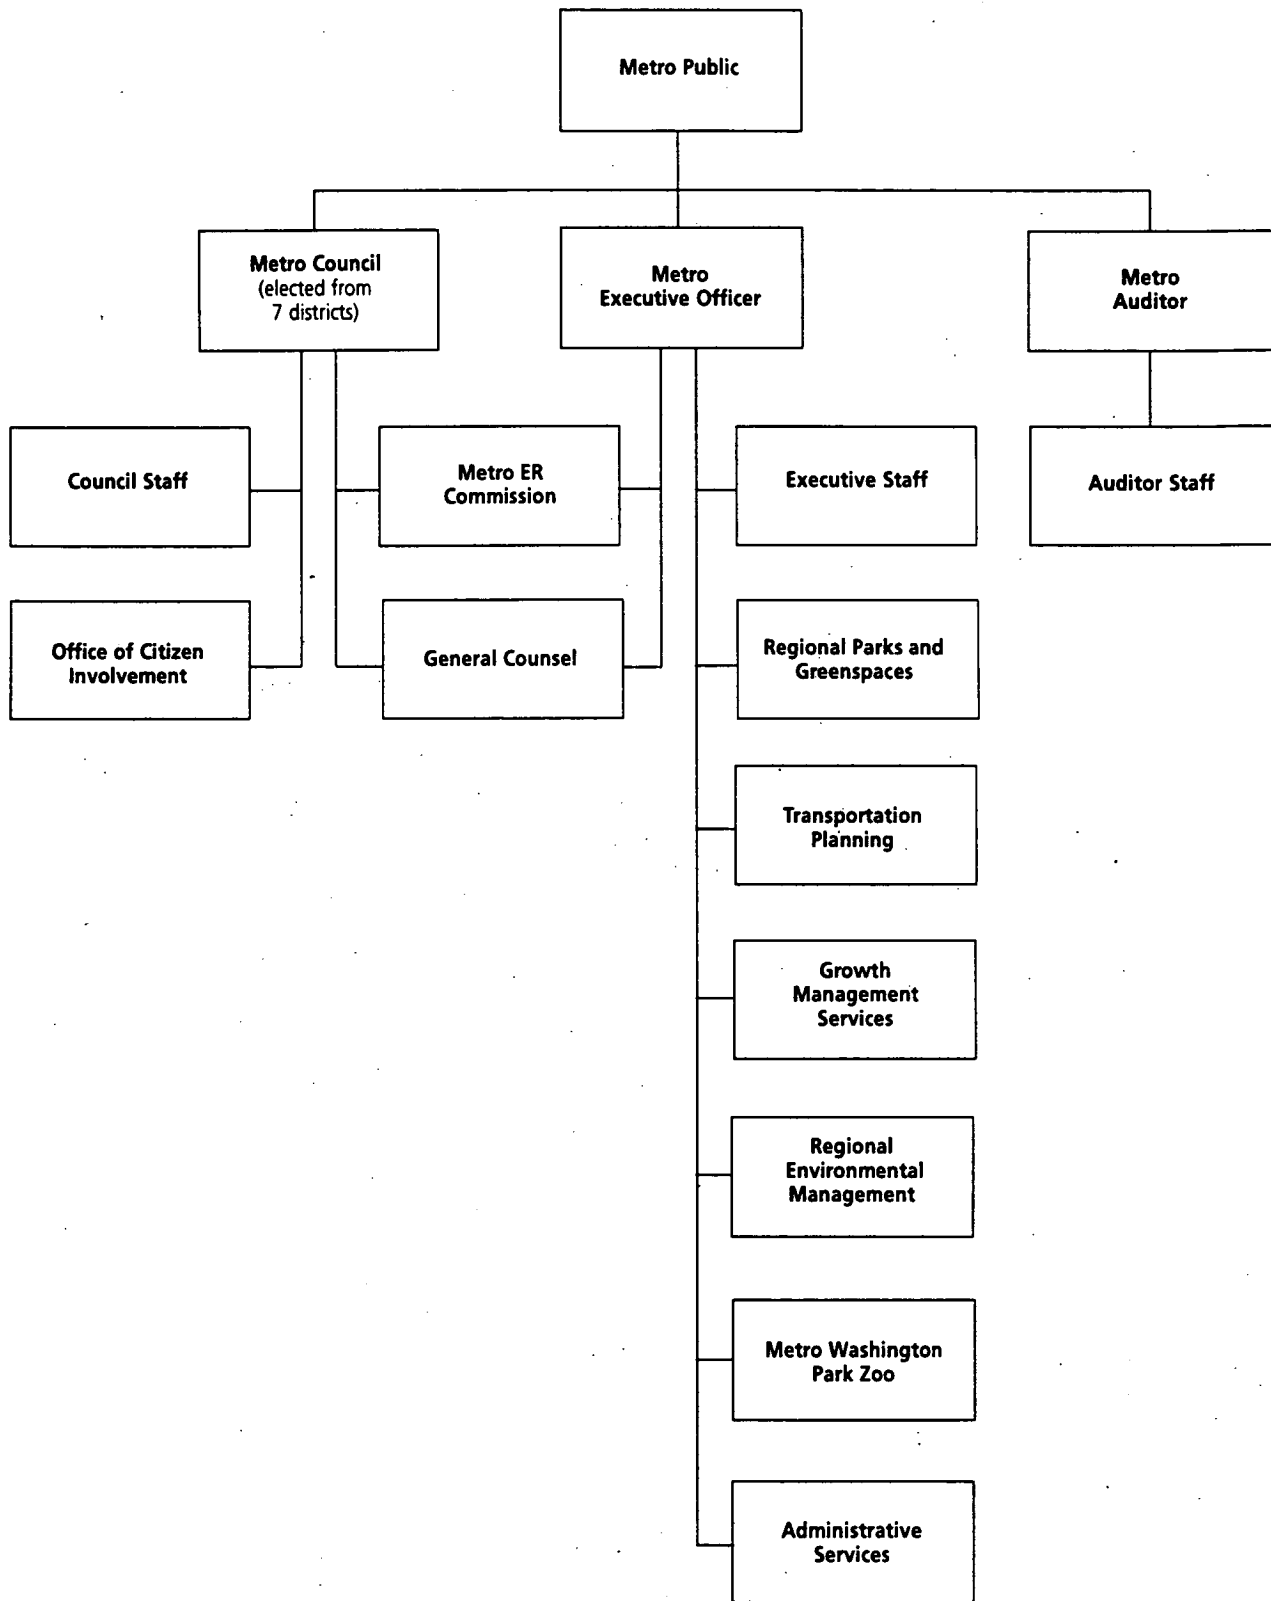 Metro Public
Metro Council
(elected from
7 districts)
Metro
Executive Officer
Metro
Auditor
Council Staff
Metro ER
Commission
Executive Staff
Auditor Staff
Office of Citizen
Involvement
General Counsel
Regional Parks and
Greenspaces
Transportation
Planning
Growth
Management
Services
Regional
Environmental
Management
Metro Washington
Park Zoo
Administrative
Services